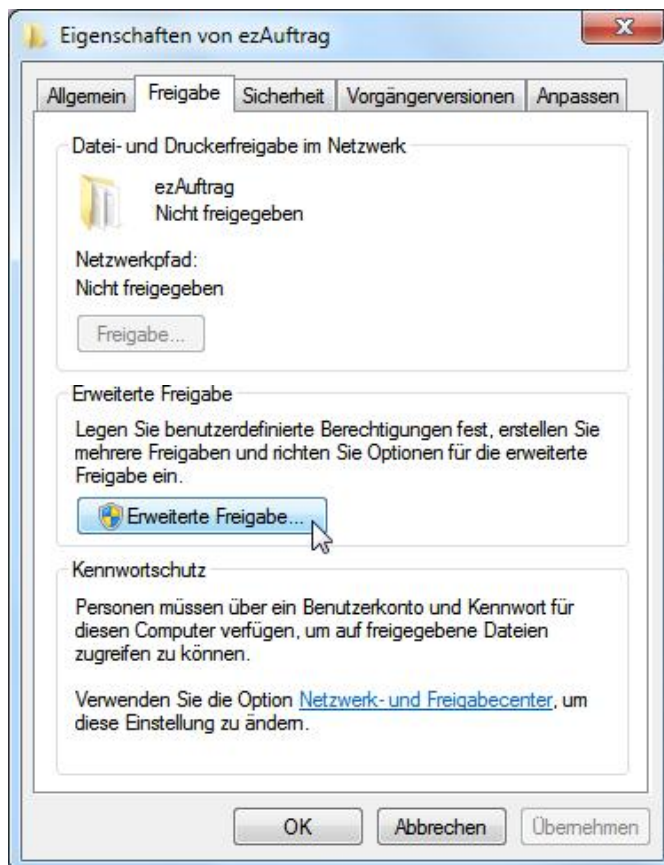 Eigenschaften von ezAuftrag
Allgemein Freigabe Sicherheit Vorgängerversionen Anpassen
Datei- und Druckerfreigabe im Netzwerk
ezAuftrag
Nicht freigegeben
Netzwerkpfad:
Nicht freigegeben
Freigabe...
Erweiterte Freigabe
Legen Sie benutzerdefinierte Berechtigungen fest, erstellen Sie
mehrere Freigaben und richten Sie Optionen für die erweiterte
Freigabe ein.
Erweiterte Freigabe...
Kennwortschutz
Personen müssen über ein Benutzerkonto und Kennwort für
diesen Computer verfügen, um auf freigegebene Dateien
zugreifen zu können.
Verwenden Sie die Option Netzwerk- und Freigabecenter, um
diese Einstellung zu ändern.
OK Abbrechen Übernehmen